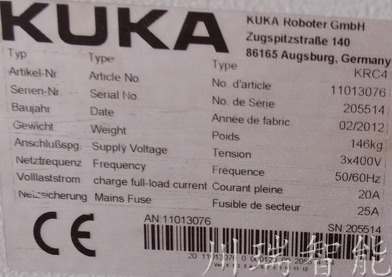 KUKA
KUKA Roboter GmbH
Zugspitzstraße 140
86165 Augsburg, Germany
Typ Type Type KRC4
Artikel-Nr Article No. No. d'article 11013076
Serien-Nr Serial No. No. de Serie 205514
Baujahr Date Année de fabric 02/2012
Gewicht Weight Poids 146kg
Anschlußspg. Supply Voltage Tension 3x400V
Netzfrequenz Frequency Frequency 50/60Hz
Volllaststrom charge full-load current Courant pleine 20A
Netzsicherung Mains Fuse Fusible de secteur 25A
CE
AN:11013076 SN:205514
川瑞智能